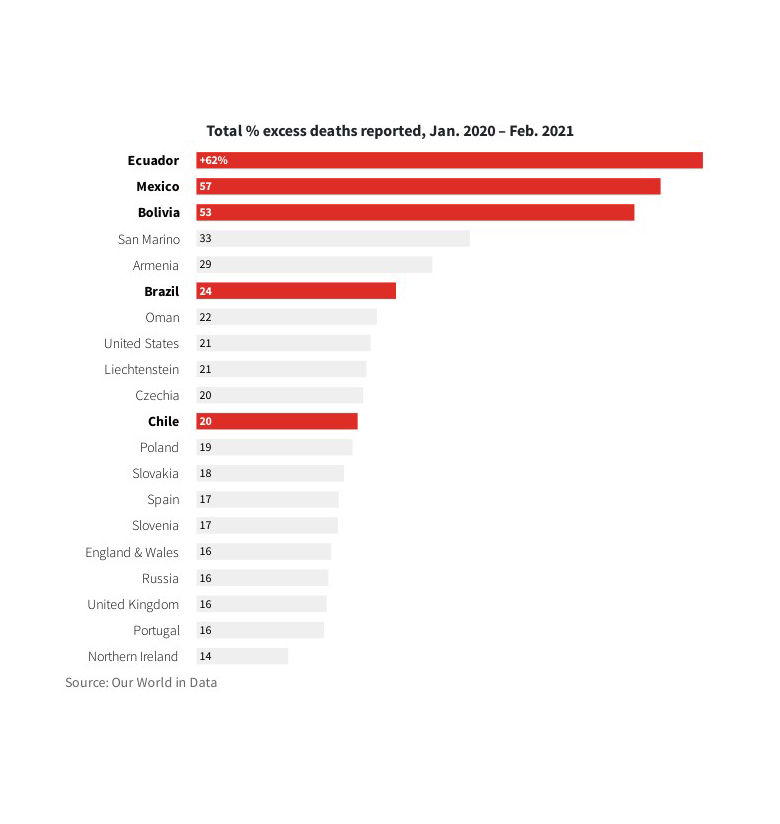 Total % excess deaths reported, Jan. 2020 – Feb. 2021
Ecuador +62%
Mexico 57
Bolivia 53
San Marino 33
Armenia 29
Brazil 24
Oman 22
United States 21
Liechtenstein 21
Czechia 20
Chile 20
Poland 19
Slovakia 18
Spain 17
Slovenia 17
England & Wales 16
Russia 16
United Kingdom 16
Portugal 16
Northern Ireland 14
Source: Our World in Data